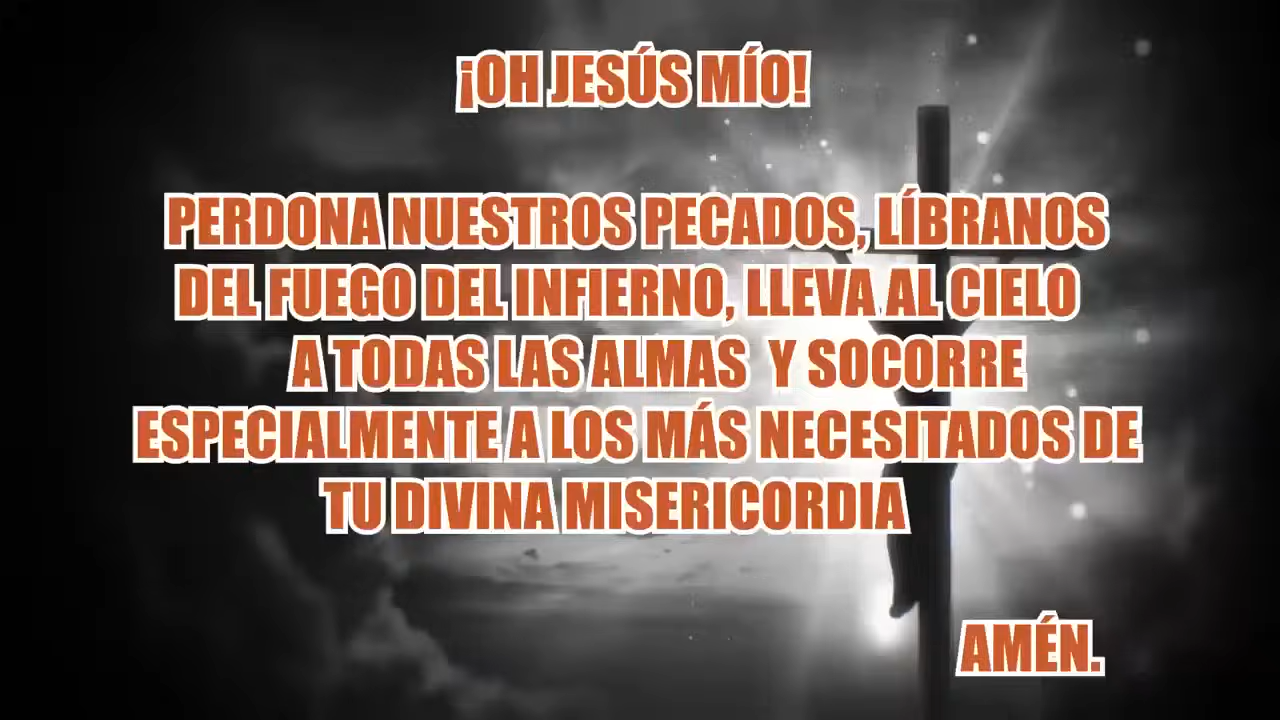 ¡OH JESÚS MÍO!
PERDONA NUESTROS PECADOS, LÍBRANOS
DEL FUEGO DEL INFIERNO, LLEVA AL CIELO
A TODAS LAS ALMAS Y SOCORRE
ESPECIALMENTE A LOS MÁS NECESITADOS DE
TU DIVINA MISERICORDIA
AMÉN.